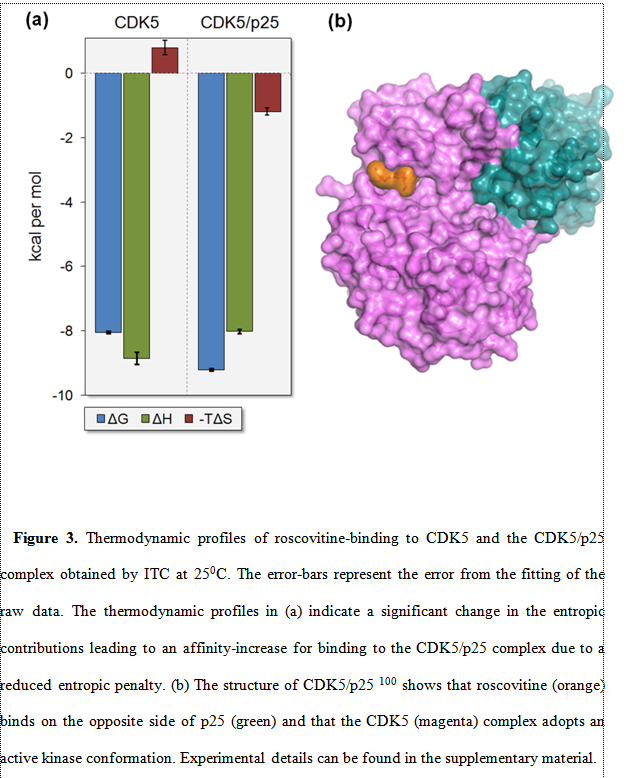 (a) CDK5 CDK5/p25 (b)
0
-2
-4
-6
-8
-10
kcal per mol
ΔG ΔH -TΔS
Figure 3. Thermodynamic profiles of roscovitine-binding to CDK5 and the CDK5/p25
complex obtained by ITC at 25⁰C. The error-bars represent the error from the fitting of the
raw data. The thermodynamic profiles in (a) indicate a significant change in the entropic
contributions leading to an affinity-increase for binding to the CDK5/p25 complex due to a
reduced entropic penalty. (b) The structure of CDK5/p25 ¹⁰⁰ shows that roscovitine (orange)
binds on the opposite side of p25 (green) and that the CDK5 (magenta) complex adopts an
active kinase conformation. Experimental details can be found in the supplementary material.